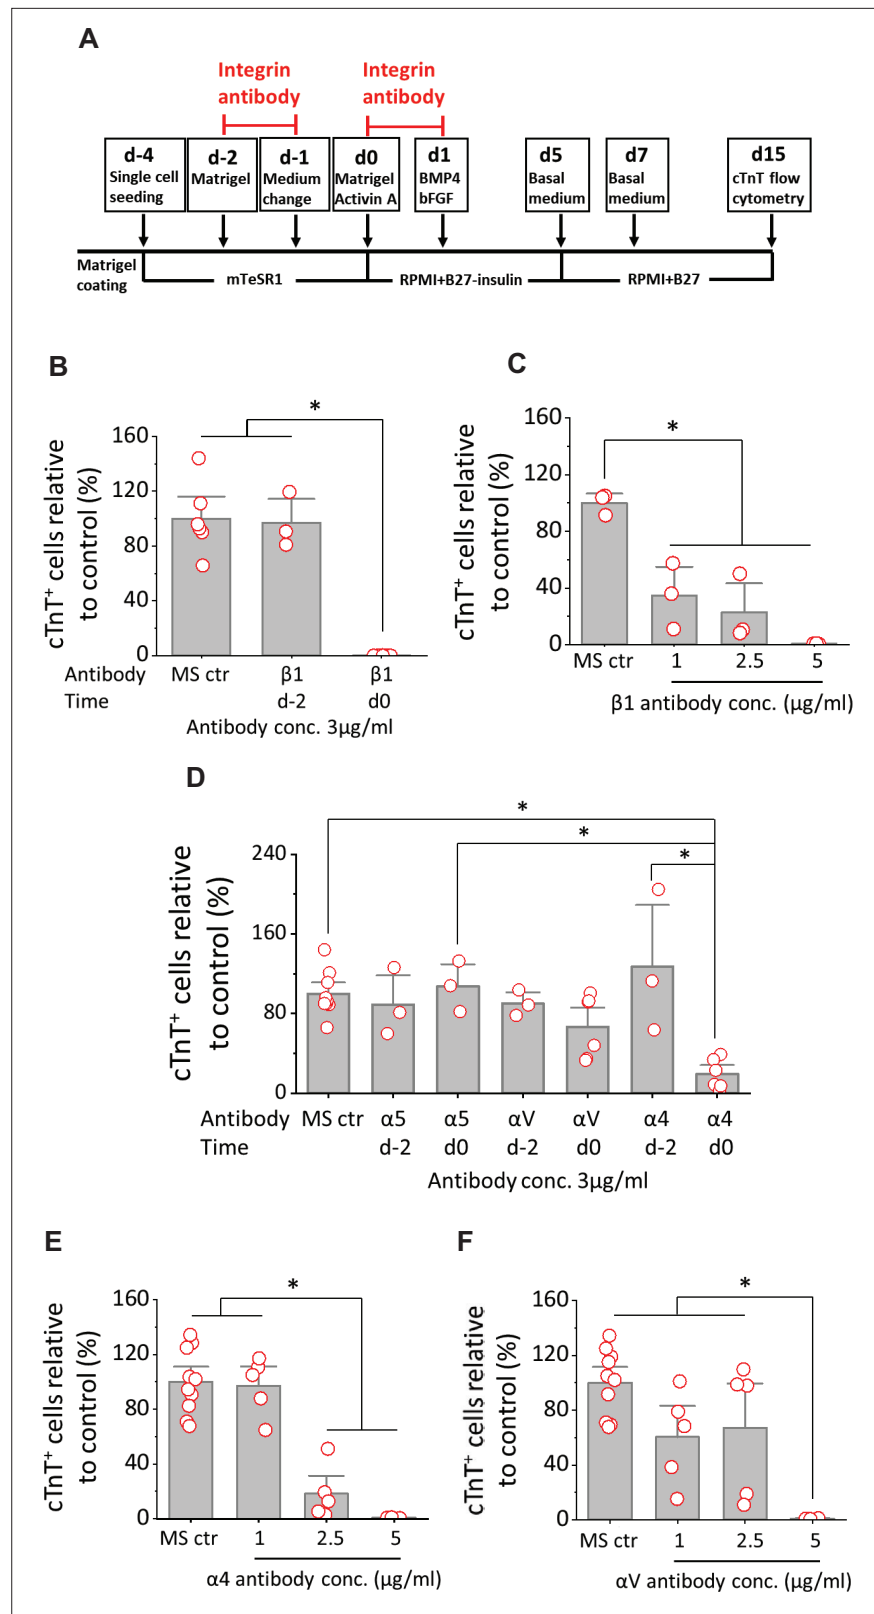 A
Integrin antibody
Integrin antibody
d-4 Single cell seeding
d-2 Matrigel
d-1 Medium change
d0 Matrigel Activin A
d1 BMP4 bFGF
d5 Basal medium
d7 Basal medium
d15 cTnT flow cytometry
Matrigel coating
mTeSR1
RPMI+B27-insulin
RPMI+B27
B
cTnT⁺ cells relative to control (%)
160
120
80
40
0
*
Antibody MS ctr β1 β1
Time d-2 d0
Antibody conc. 3μg/ml
C
cTnT⁺ cells relative to control (%)
160
120
80
40
0
*
MS ctr 1 2.5 5
β1 antibody conc. (μg/ml)
D
cTnT⁺ cells relative to control (%)
240
160
80
0
*
*
*
Antibody MS ctr α5 α5 αV αV α4 α4
Time d-2 d0 d-2 d0 d-2 d0
Antibody conc. 3μg/ml
E
cTnT⁺ cells relative to control (%)
160
120
80
40
0
*
MS ctr 1 2.5 5
α4 antibody conc. (μg/ml)
F
cTnT⁺ cells relative to control (%)
160
120
80
40
0
*
MS ctr 1 2.5 5
αV antibody conc. (μg/ml)